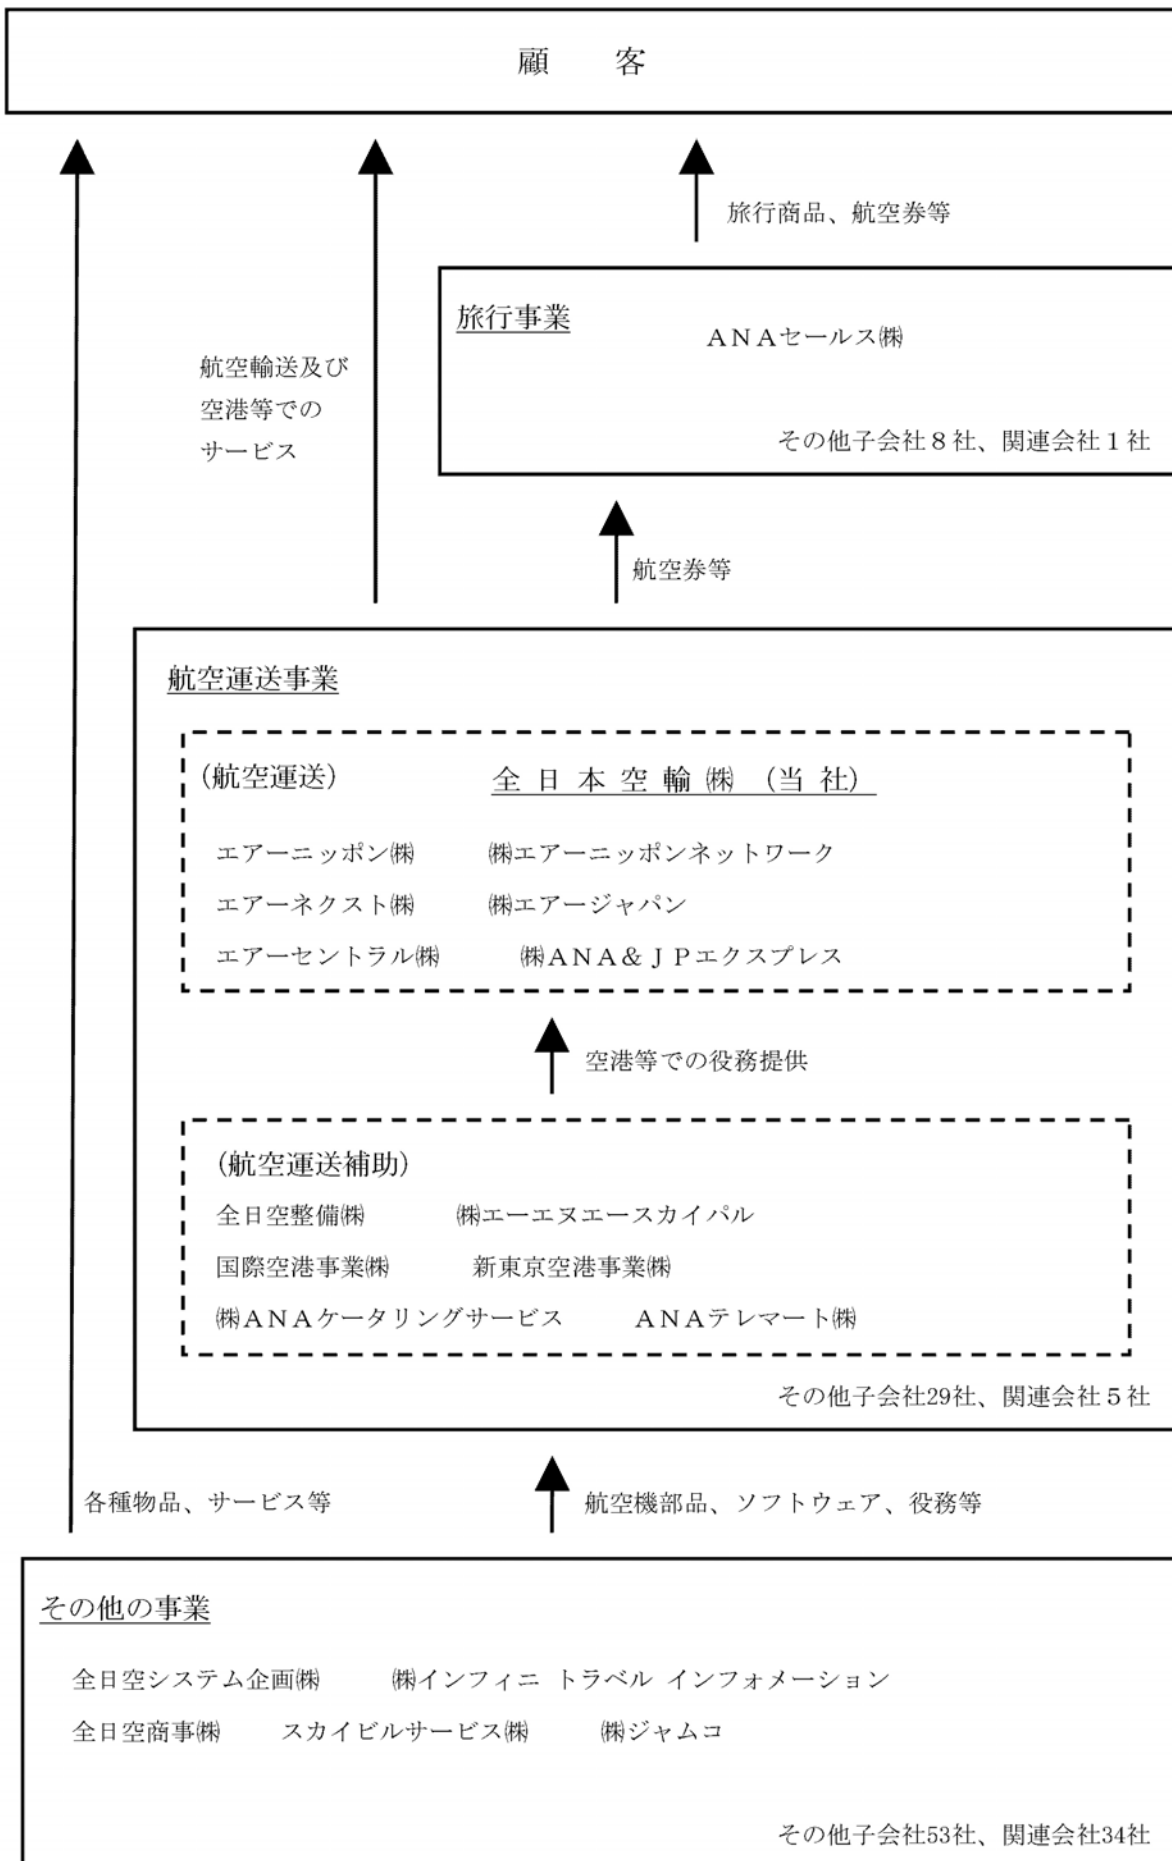 顧　客
旅行商品、航空券等
旅行事業
ＡＮＡセールス㈱
その他子会社８社、関連会社１社
航空輸送及び
空港等での
サービス
航空券等
航空運送事業
(航空運送)　全日本空輸㈱（当社）
エアーニッポン㈱　㈱エアーニッポンネットワーク
エアーネクスト㈱　㈱エアージャパン
エアーセントラル㈱　㈱ＡＮＡ＆ＪＰエクスプレス
空港等での役務提供
(航空運送補助)
全日空整備㈱　㈱エーエヌエースカイパル
国際空港事業㈱　新東京空港事業㈱
㈱ＡＮＡケータリングサービス　ＡＮＡテレマート㈱
その他子会社29社、関連会社５社
各種物品、サービス等
航空機部品、ソフトウェア、役務等
その他の事業
全日空システム企画㈱　㈱インフィニ トラベル インフォメーション
全日空商事㈱　スカイビルサービス㈱　㈱ジャムコ
その他子会社53社、関連会社34社